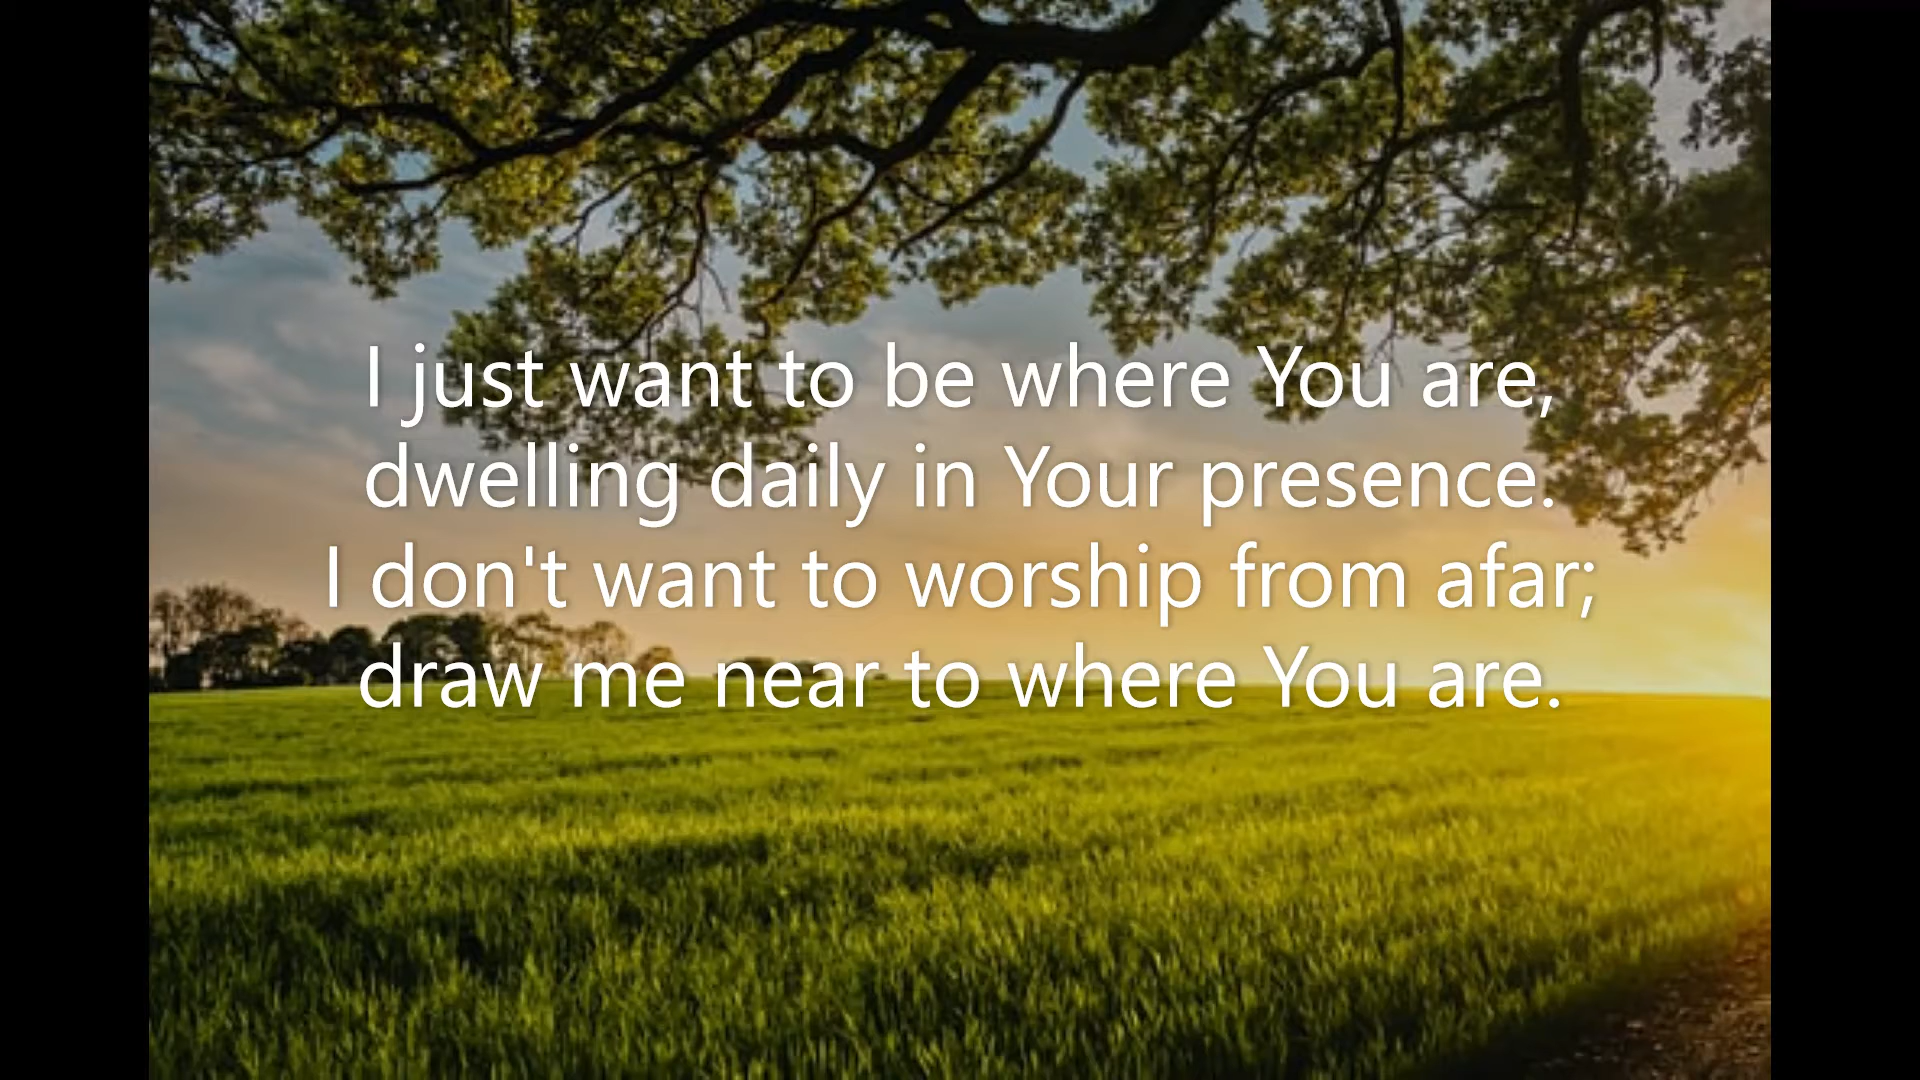 I just want to be where You are,
dwelling daily in Your presence.
I don't want to worship from afar;
draw me near to where You are.